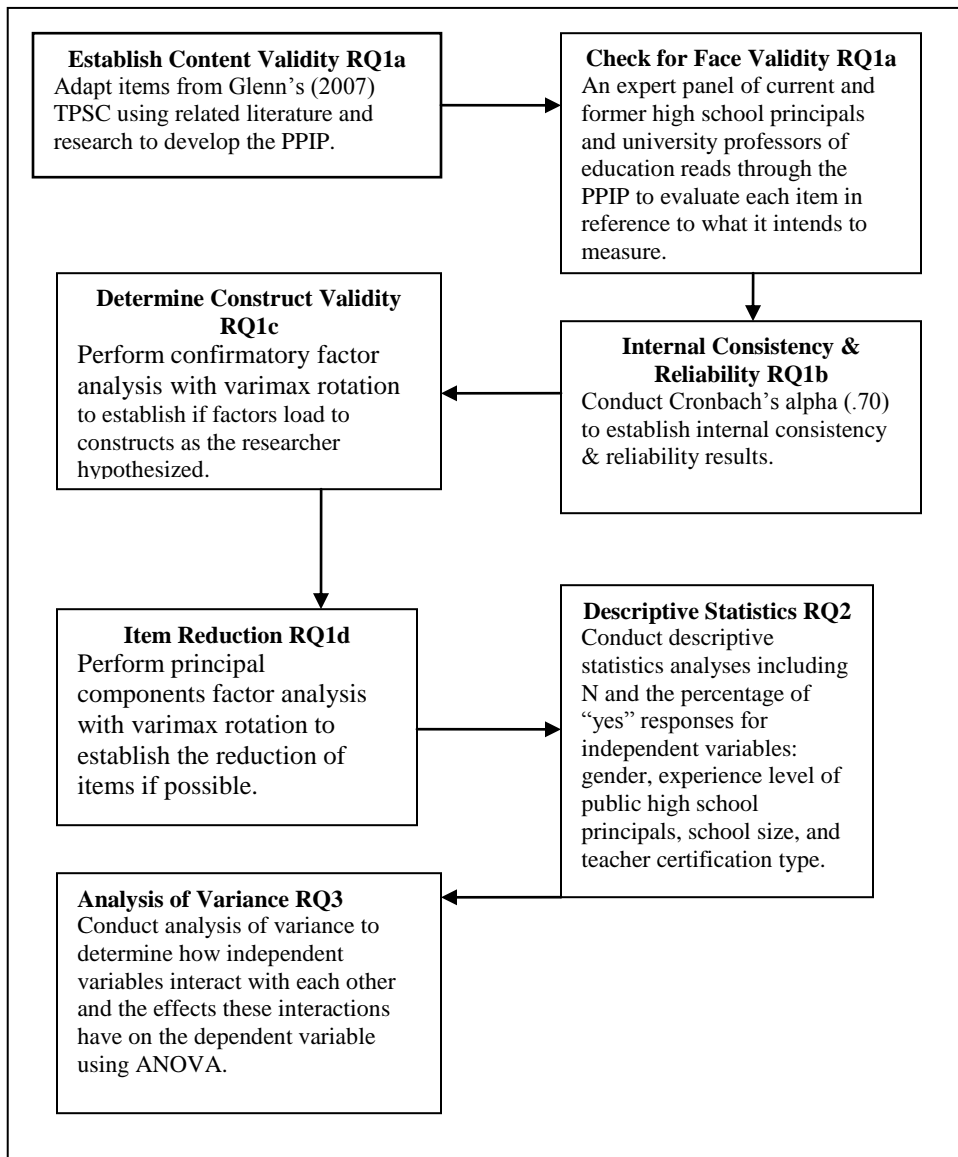 Establish Content Validity RQ1a
Adapt items from Glenn’s (2007)
TPSC using related literature and
research to develop the PPIP.
Check for Face Validity RQ1a
An expert panel of current and
former high school principals
and university professors of
education reads through the
PPIP to evaluate each item in
reference to what it intends to
measure.
Internal Consistency &
Reliability RQ1b
Conduct Cronbach’s alpha (.70)
to establish internal consistency
& reliability results.
Determine Construct Validity
RQ1c
Perform confirmatory factor
analysis with varimax rotation
to establish if factors load to
constructs as the researcher
hypothesized.
Item Reduction RQ1d
Perform principal
components factor analysis
with varimax rotation to
establish the reduction of
items if possible.
Descriptive Statistics RQ2
Conduct descriptive
statistics analyses including
N and the percentage of
“yes” responses for
independent variables:
gender, experience level of
public high school
principals, school size, and
teacher certification type.
Analysis of Variance RQ3
Conduct analysis of variance to
determine how independent
variables interact with each other
and the effects these interactions
have on the dependent variable
using ANOVA.